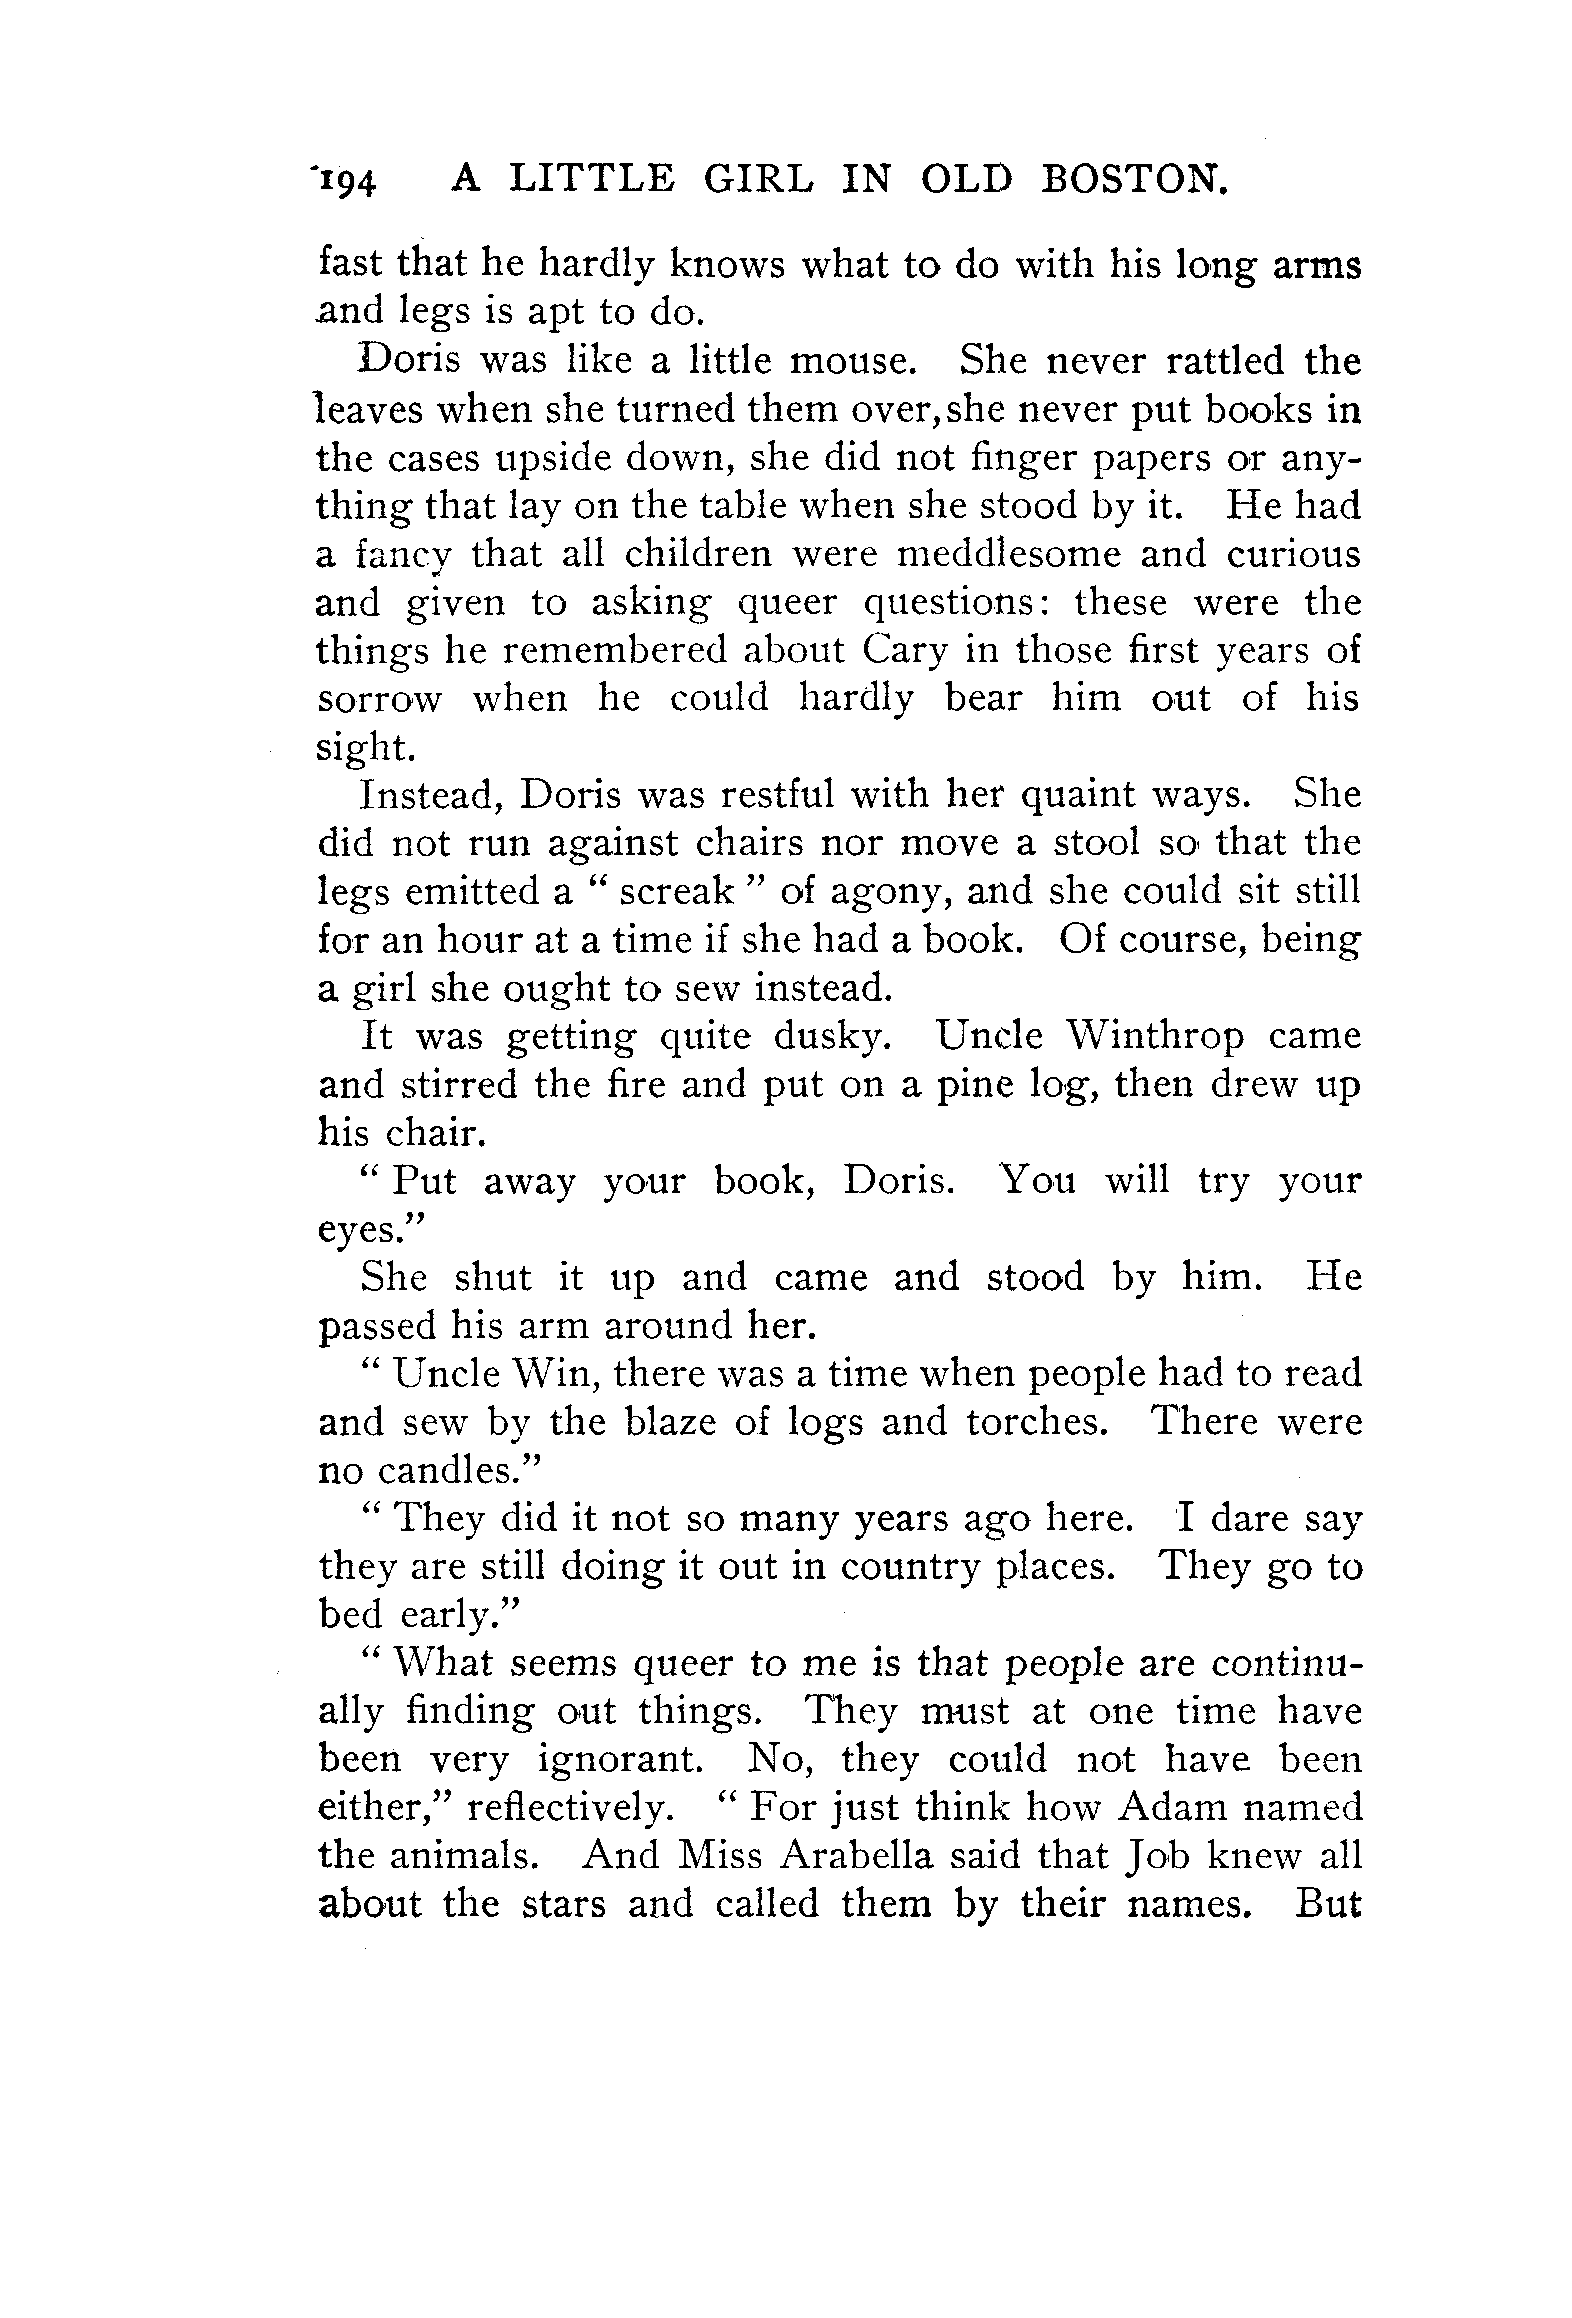 194 A LITTLE GIRL IN OLD BOSTON.
fast that he hardly knows what to do with his long arms
and legs is apt to do.
Doris was like a little mouse. She never rattled the
leaves when she turned them over, she never put books in
the cases upside down, she did not finger papers or any-
thing that lay on the table when she stood by it. He had
a fancy that all children were meddlesome and curious
and given to asking queer questions: these were the
things he remembered about Cary in those first years of
sorrow when he could hardly bear him out of his
sight.
Instead, Doris was restful with her quaint ways. She
did not run against chairs nor move a stool so that the
legs emitted a “ screak ” of agony, and she could sit still
for an hour at a time if she had a book. Of course, being
a girl she ought to sew instead.
It was getting quite dusky. Uncle Winthrop came
and stirred the fire and put on a pine log, then drew up
his chair.
“ Put away your book, Doris. You will try your
eyes.”
She shut it up and came and stood by him. He
passed his arm around her.
“ Uncle Win, there was a time when people had to read
and sew by the blaze of logs and torches. There were
no candles.”
“ They did it not so many years ago here. I dare say
they are still doing it out in country places. They go to
bed early.”
“ What seems queer to me is that people are continu-
ally finding out things. They must at one time have
been very ignorant. No, they could not have been
either,” reflectively. “ For just think how Adam named
the animals. And Miss Arabella said that Job knew all
about the stars and called them by their names. But